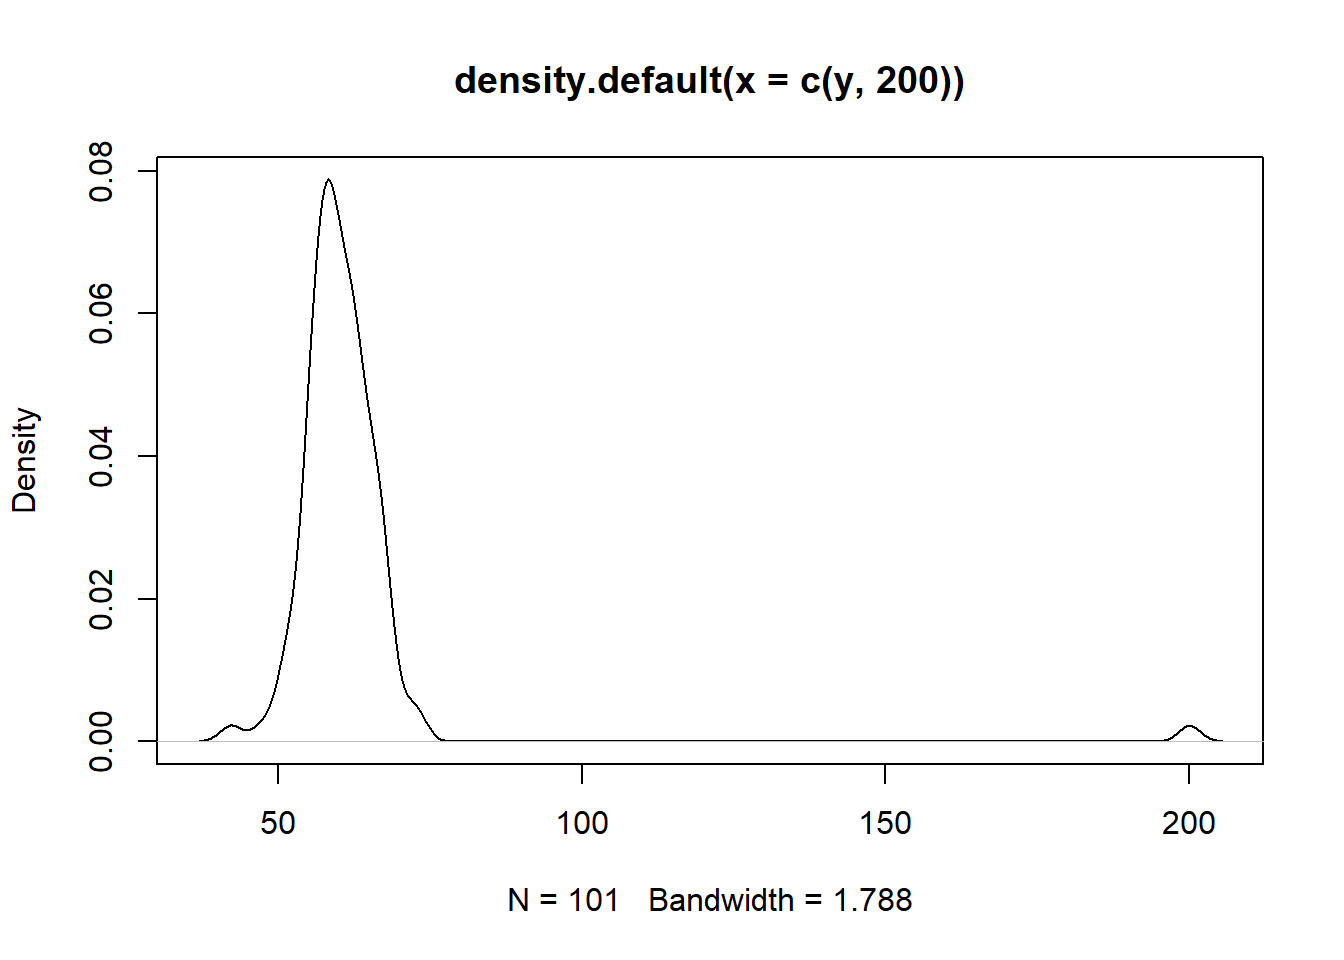 density.default(x = c(y, 200))
Density
0.08
0.06
0.04
0.02
0.00
50 100 150 200
N = 101 Bandwidth = 1.788